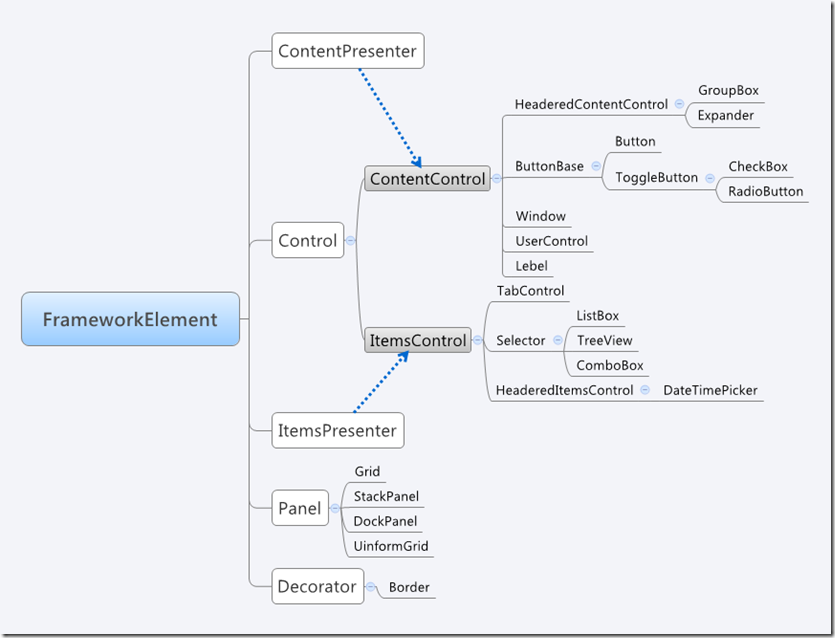 FrameworkElement
ContentPresenter
Control
ContentControl
HeaderedContentControl
GroupBox
Expander
ButtonBase
Button
ToggleButton
CheckBox
RadioButton
Window
UserControl
Lebel
ItemsControl
TabControl
Selector
ListBox
TreeView
ComboBox
HeaderedItemsControl
DateTimePicker
ItemsPresenter
Panel
Grid
StackPanel
DockPanel
UinformGrid
Decorator
Border